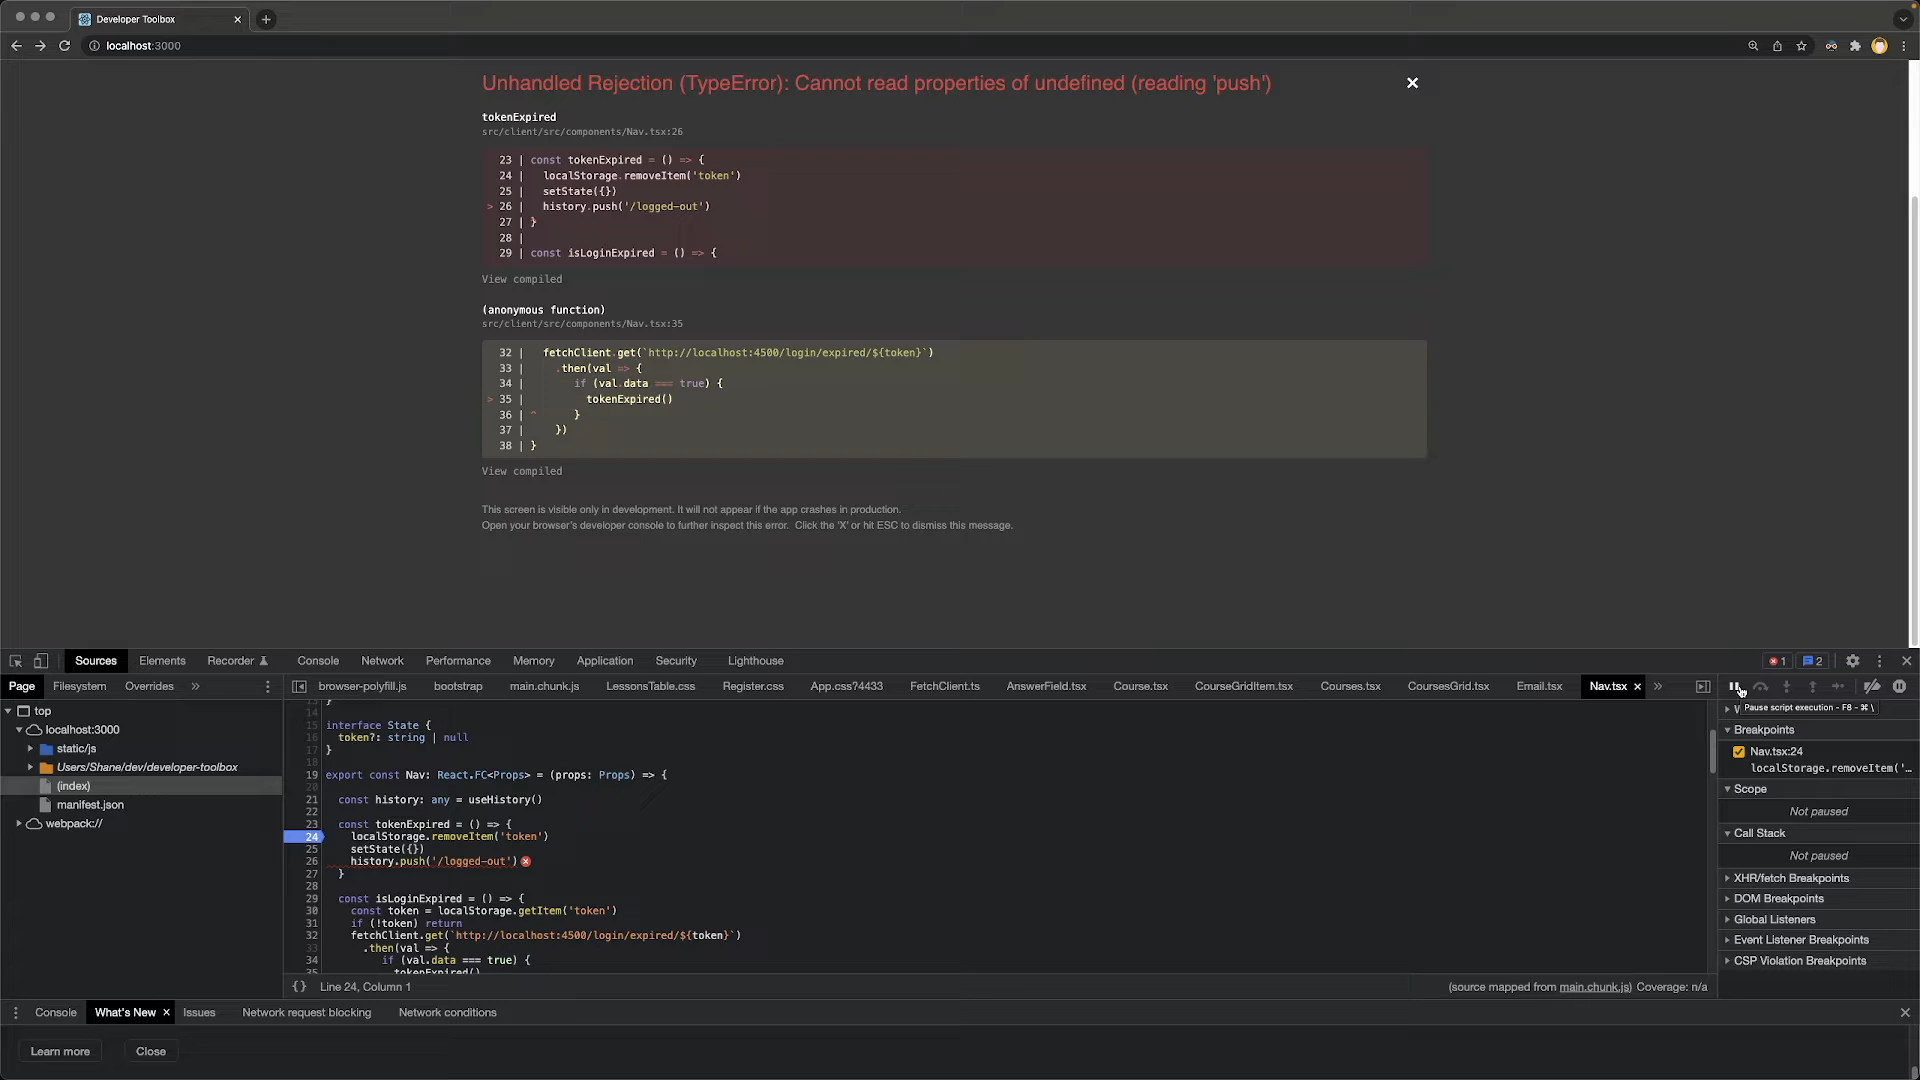 Developer Toolbox
localhost:3000
Unhandled Rejection (TypeError): Cannot read properties of undefined (reading 'push')
tokenExpired
src/client/src/components/Nav.tsx:26
23 | const tokenExpired = () => {
24 | localStorage.removeItem('token')
25 | setState({})
> 26 | history.push('/logged-out')
27 | }
28 |
29 | const isLoginExpired = () => {
View compiled
(anonymous function)
src/client/src/components/Nav.tsx:35
32 | fetchClient.get(`http://localhost:4500/login/expired/${token}`)
33 | .then(val => {
34 | if (val.data === true) {
> 35 | tokenExpired()
36 | ^ }
37 | })
38 | }
View compiled
This screen is visible only in development. It will not appear if the app crashes in production.
Open your browser's developer console to further inspect this error. Click the 'X' or hit ESC to dismiss this message.
Sources Elements Recorder Console Network Performance Memory Application Security Lighthouse 1 2
Page Filesystem Overrides » browser-polyfill.js bootstrap main.chunk.js LessonsTable.css Register.css App.css?4433 FetchClient.ts AnswerField.tsx Course.tsx CourseGridItem.tsx Courses.tsx CoursesGrid.tsx Email.tsx Nav.tsx »
Pause script execution - F8 - ⌘ \
top
localhost:3000
static/js
Users/Shane/dev/developer-toolbox
(index)
manifest.json
webpack://
13 }
14
15 interface State {
16 token?: string | null
17 }
18
19 export const Nav: React.FC<Props> = (props: Props) => {
20
21 const history: any = useHistory()
22
23 const tokenExpired = () => {
24 localStorage.removeItem('token')
25 setState({})
26 history.push('/logged-out')
27 }
28
29 const isLoginExpired = () => {
30 const token = localStorage.getItem('token')
31 if (!token) return
32 fetchClient.get(`http://localhost:4500/login/expired/${token}`)
33 .then(val => {
34 if (val.data === true) {
35 tokenExpired()
{} Line 24, Column 1
(source mapped from main.chunk.js) Coverage: n/a
Breakpoints
Nav.tsx:24
localStorage.removeItem('…
Scope
Not paused
Call Stack
Not paused
XHR/fetch Breakpoints
DOM Breakpoints
Global Listeners
Event Listener Breakpoints
CSP Violation Breakpoints
Console What's New Issues Network request blocking Network conditions
Learn more Close